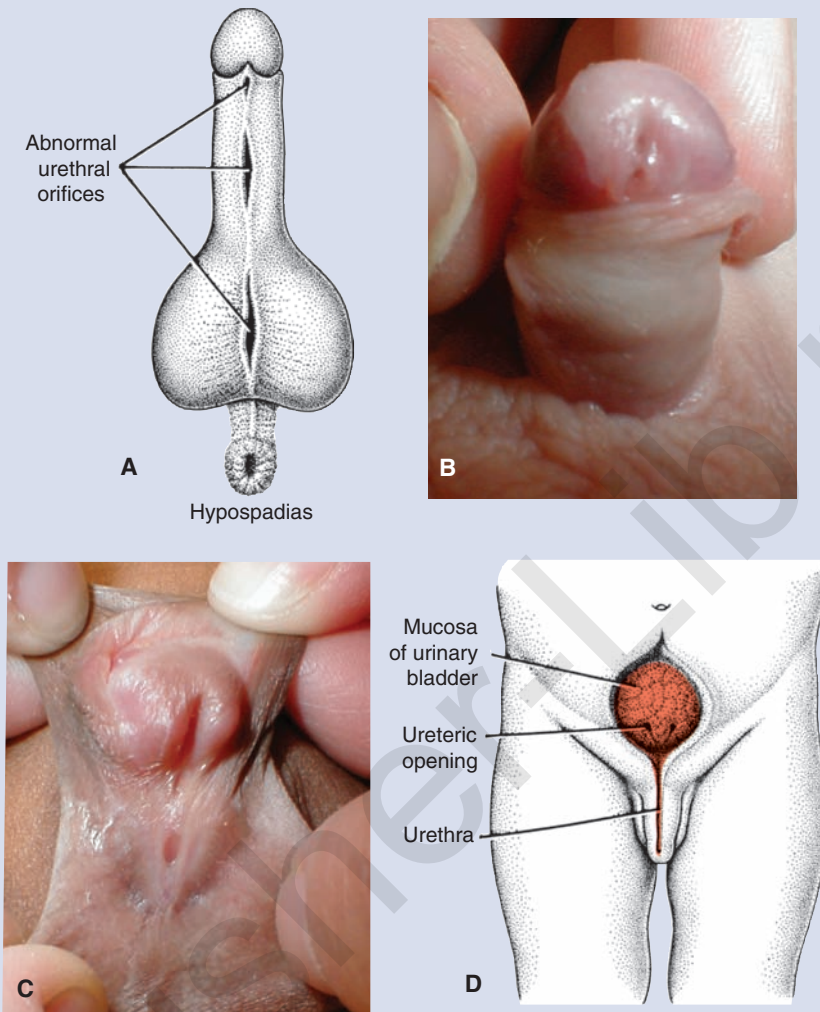 Abnormal
urethral
orifices
A
Hypospadias
B
C
Mucosa
of urinary
bladder
Ureteric
opening
Urethra
D